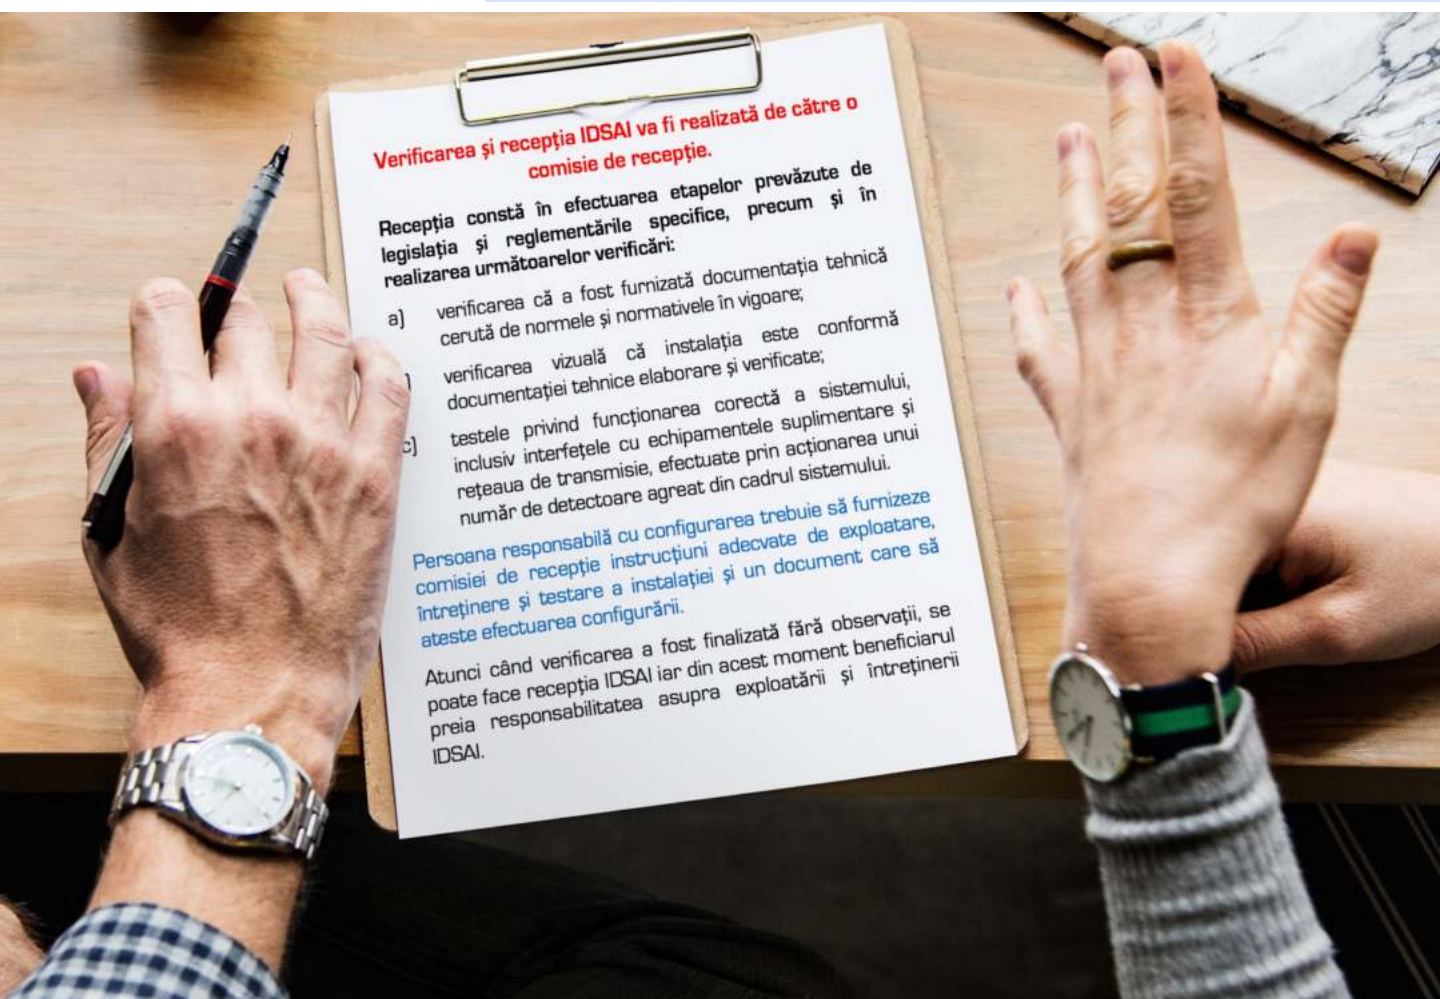 Verificarea și recepția IDSAI va fi realizată de către o
comisie de recepție.
Recepția constă în efectuarea etapelor prevăzute de
legislația și reglementările specifice, precum și în
realizarea următoarelor verificări:
a) verificarea că a fost furnizată documentația tehnică
cerută de normele și normativele în vigoare;
) verificarea vizuală că instalația este conformă
documentației tehnice elaborare și verificate;
c) testele privind funcționarea corectă a sistemului,
inclusiv interfețele cu echipamentele suplimentare și
rețeaua de transmisie, efectuate prin acționarea unui
număr de detectoare agreat din cadrul sistemului.
Persoana responsabilă cu configurarea trebuie să furnizeze
comisiei de recepție instrucțiuni adecvate de exploatare,
întreținere și testare a instalației și un document care să
ateste efectuarea configurării.
Atunci când verificarea a fost finalizată fără observații, se
poate face recepția IDSAI iar din acest moment beneficiarul
preia responsabilitatea asupra exploatării și întreținerii
IDSAI.